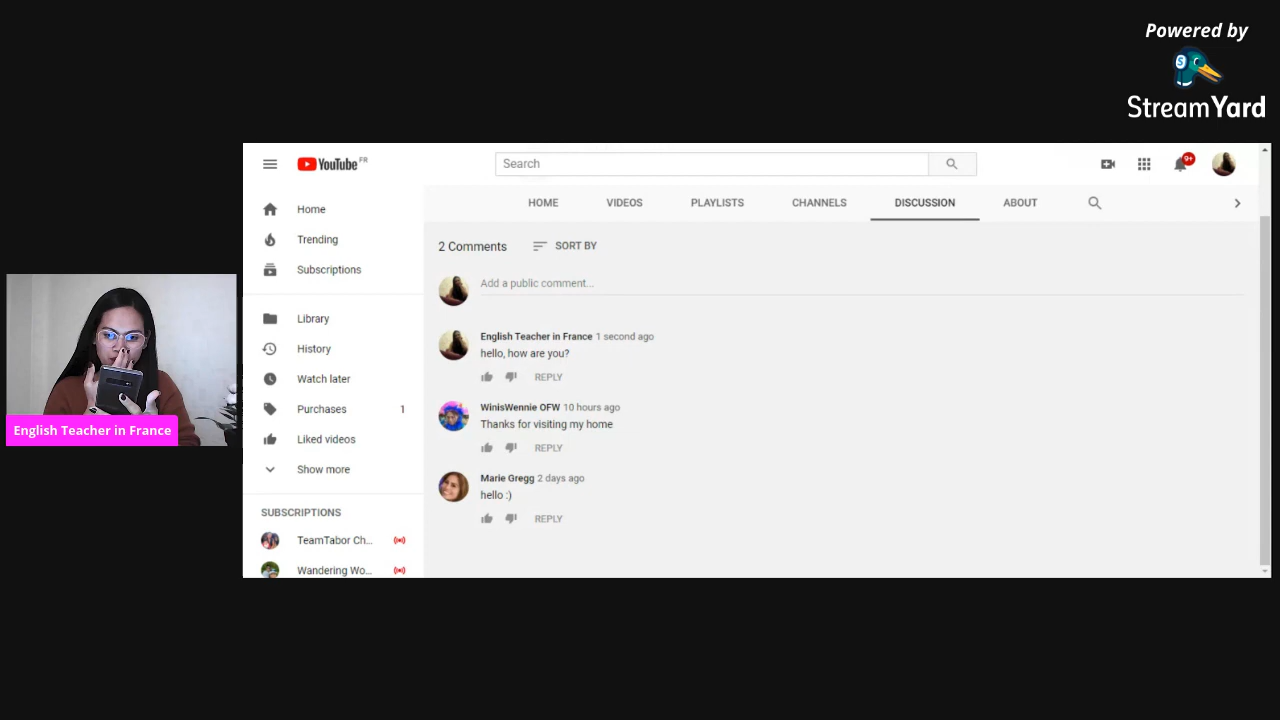 Powered by
StreamYard
YouTube FR
Search
9+
Home
Trending
Subscriptions
Library
History
Watch later
Purchases 1
Liked videos
Show more
SUBSCRIPTIONS
TeamTabor Ch...
Wandering Wo...
HOME VIDEOS PLAYLISTS CHANNELS DISCUSSION ABOUT
2 Comments SORT BY
Add a public comment...
English Teacher in France 1 second ago
hello, how are you?
REPLY
WinisWennie OFW 10 hours ago
Thanks for visiting my home
REPLY
Marie Gregg 2 days ago
hello :)
REPLY
English Teacher in France